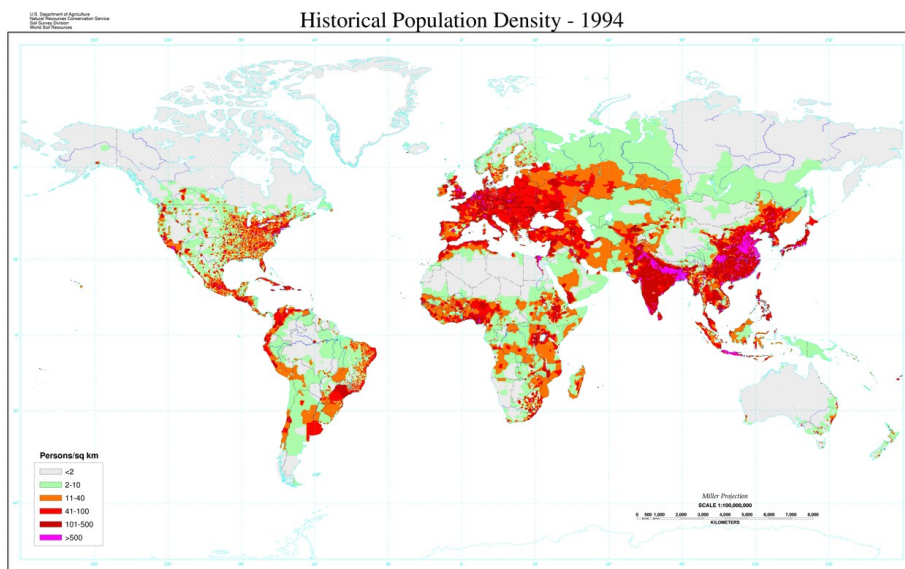 U.S. Department of Agriculture
Natural Resources Conservation Service
Soil Survey Division
World Soil Resources
Historical Population Density - 1994
Persons/sq km
<2
2-10
11-40
41-100
101-500
>500
Miller Projection
SCALE 1:100,000,000
0 500 1,000 2,000 3,000 4,000 5,000 6,000 7,000 8,000
KILOMETERS